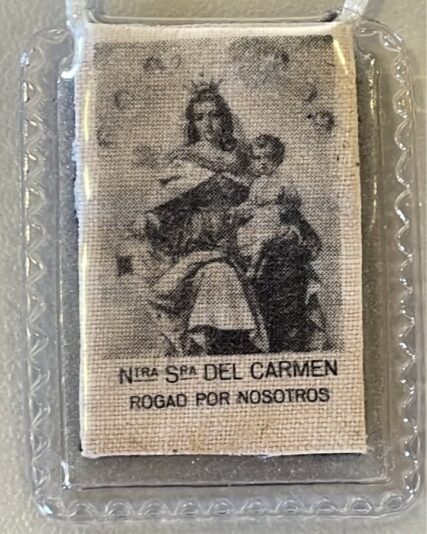 NTRA SRA DEL CARMEN
ROGAD POR NOSOTROS